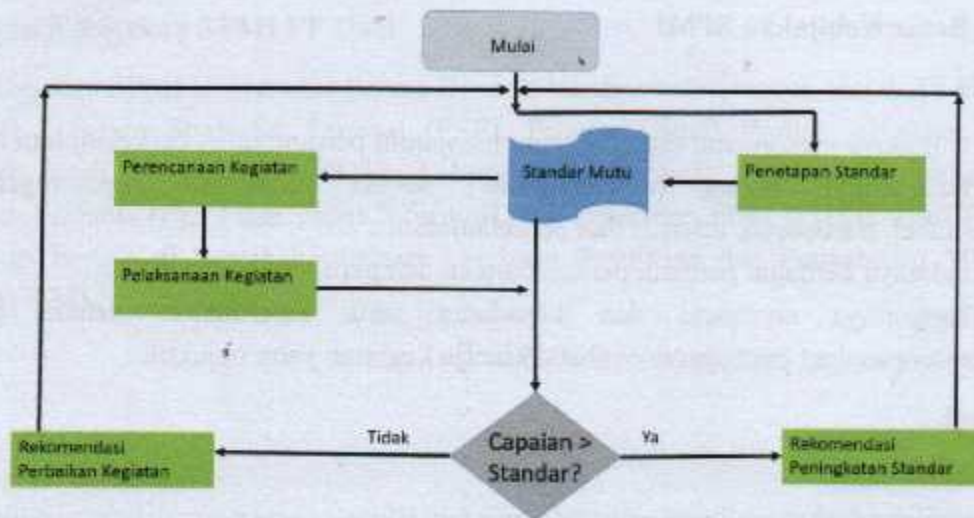 Mulai
Perencanaan Kegiatan
Standar Mutu
Penetapan Standar
Pelaksanaan Kegiatan
Tidak
Capaian >
Standar?
Ya
Rekomendasi
Perbaikan Kegiatan
Rekomendasi
Peningkatan Standar